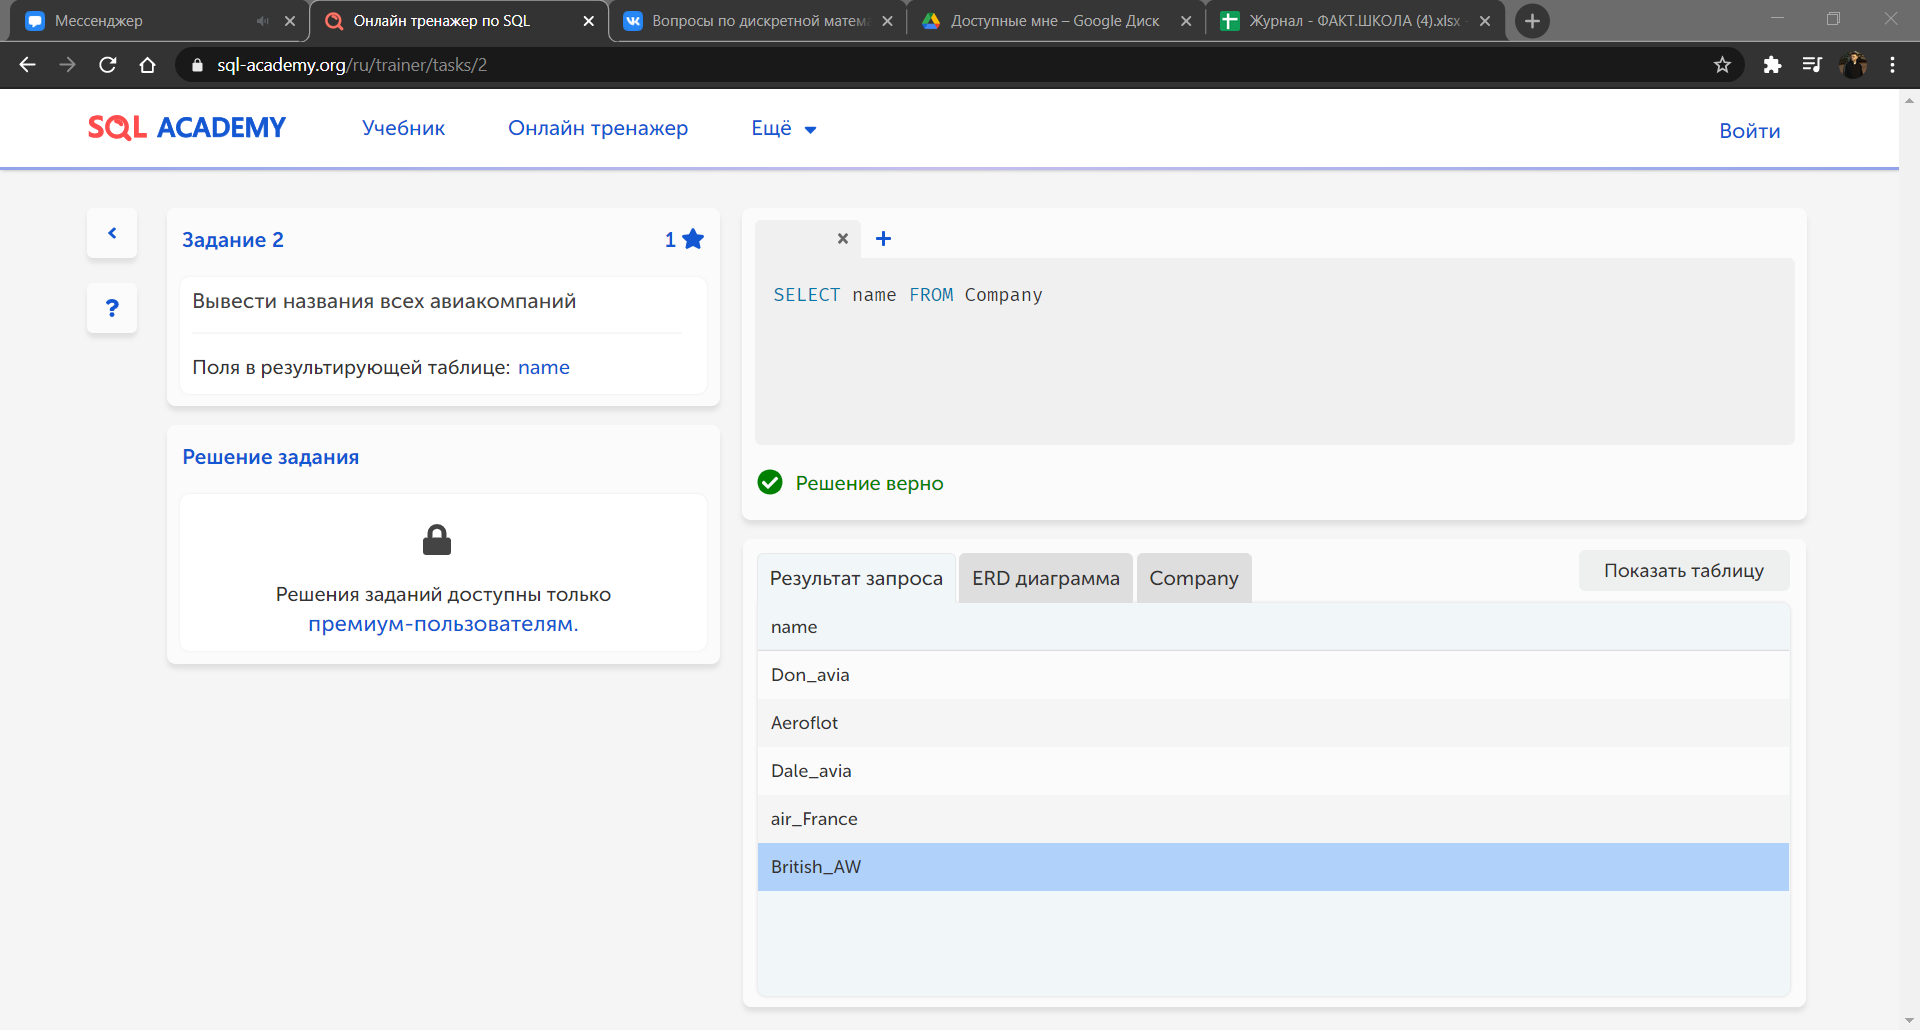 Мессенджер
Онлайн тренажер по SQL
Вопросы по дискретной матема
Доступные мне – Google Диск
Журнал - ФАКТ.ШКОЛА (4).xlsx
sql-academy.org/ru/trainer/tasks/2
SQL ACADEMY
Учебник
Онлайн тренажер
Ещё
Войти
Задание 2
1
Вывести названия всех авиакомпаний
Поля в результирующей таблице: name
Решение задания
Решения заданий доступны только
премиум-пользователям.
SELECT name FROM Company
Решение верно
Результат запроса
ERD диаграмма
Company
Показать таблицу
name
Don_avia
Aeroflot
Dale_avia
air_France
British_AW